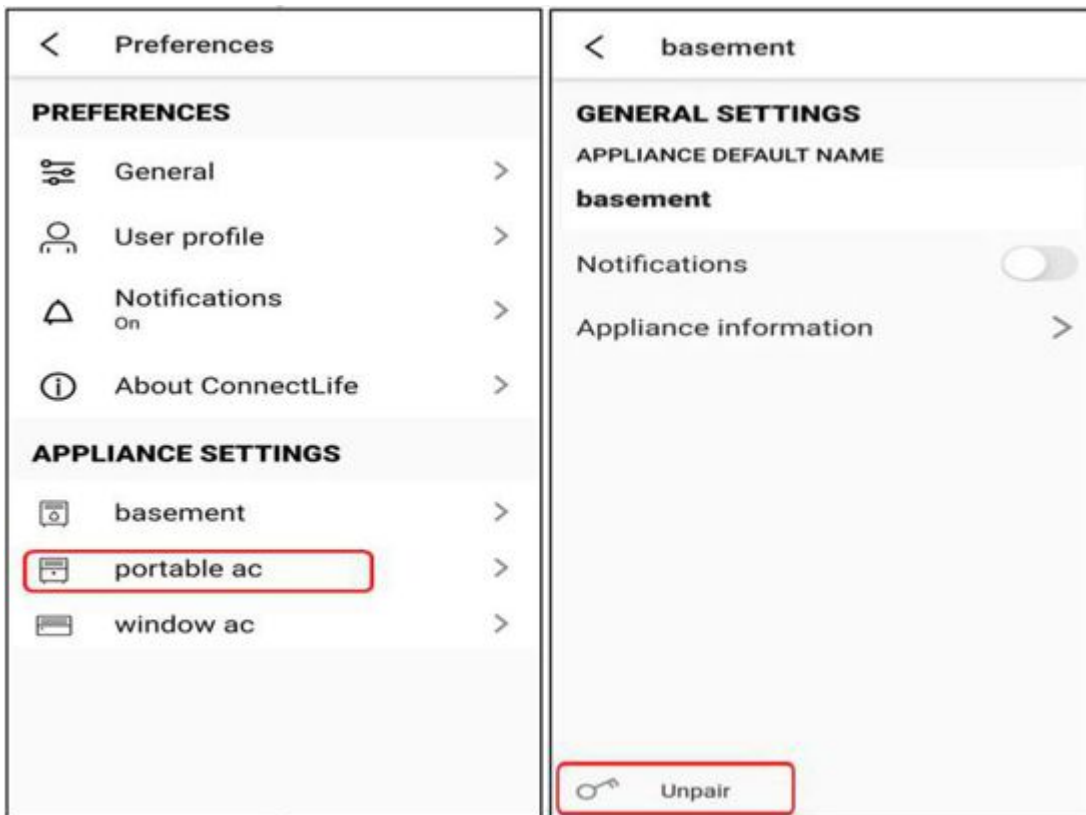 Preferences
PREFERENCES
General
User profile
Notifications
On
About ConnectLife
APPLIANCE SETTINGS
basement
portable ac
window ac
basement
GENERAL SETTINGS
APPLIANCE DEFAULT NAME
basement
Notifications
Appliance information
Unpair